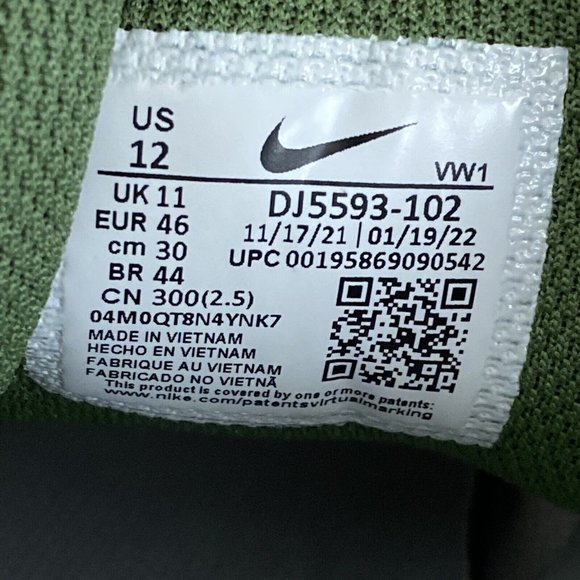 US
12
VW1
UK 11
EUR 46
cm 30
BR 44
CN 300(2.5)
DJ5593-102
11/17/21 | 01/19/22
UPC 00195869090542
04M0QT8N4YNK7
MADE IN VIETNAM
HECHO EN VIETNAM
FABRIQUE AU VIETNAM
FABRICADO NO VIETNÃ
This product is covered by one or more patents:
www.nike.com/patentsvirtualmarking